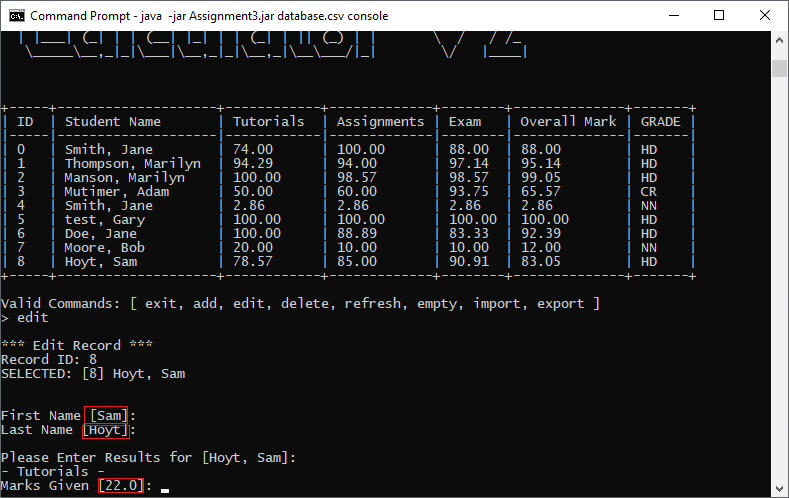 Command Prompt - java -jar Assignment3.jar database.csv console
| ID | Student Name | Tutorials | Assignments | Exam | Overall Mark | GRADE |
| 0 | Smith, Jane | 74.00 | 100.00 | 88.00 | 88.00 | HD |
| 1 | Thompson, Marilyn | 94.29 | 94.00 | 97.14 | 95.14 | HD |
| 2 | Manson, Marilyn | 100.00 | 98.57 | 98.57 | 99.05 | HD |
| 3 | Mutimer, Adam | 50.00 | 60.00 | 93.75 | 65.57 | CR |
| 4 | Smith, Jane | 2.86 | 2.86 | 2.86 | 2.86 | NN |
| 5 | test, Gary | 100.00 | 100.00 | 100.00 | 100.00 | HD |
| 6 | Doe, Jane | 100.00 | 88.89 | 83.33 | 92.39 | HD |
| 7 | Moore, Bob | 20.00 | 10.00 | 10.00 | 12.00 | NN |
| 8 | Hoyt, Sam | 78.57 | 85.00 | 90.91 | 83.05 | HD |
Valid Commands: [ exit, add, edit, delete, refresh, empty, import, export ]
> edit
*** Edit Record ***
Record ID: 8
SELECTED: [8] Hoyt, Sam
First Name [Sam]:
Last Name [Hoyt]:
Please Enter Results for [Hoyt, Sam]:
- Tutorials -
Marks Given [22.0]: _